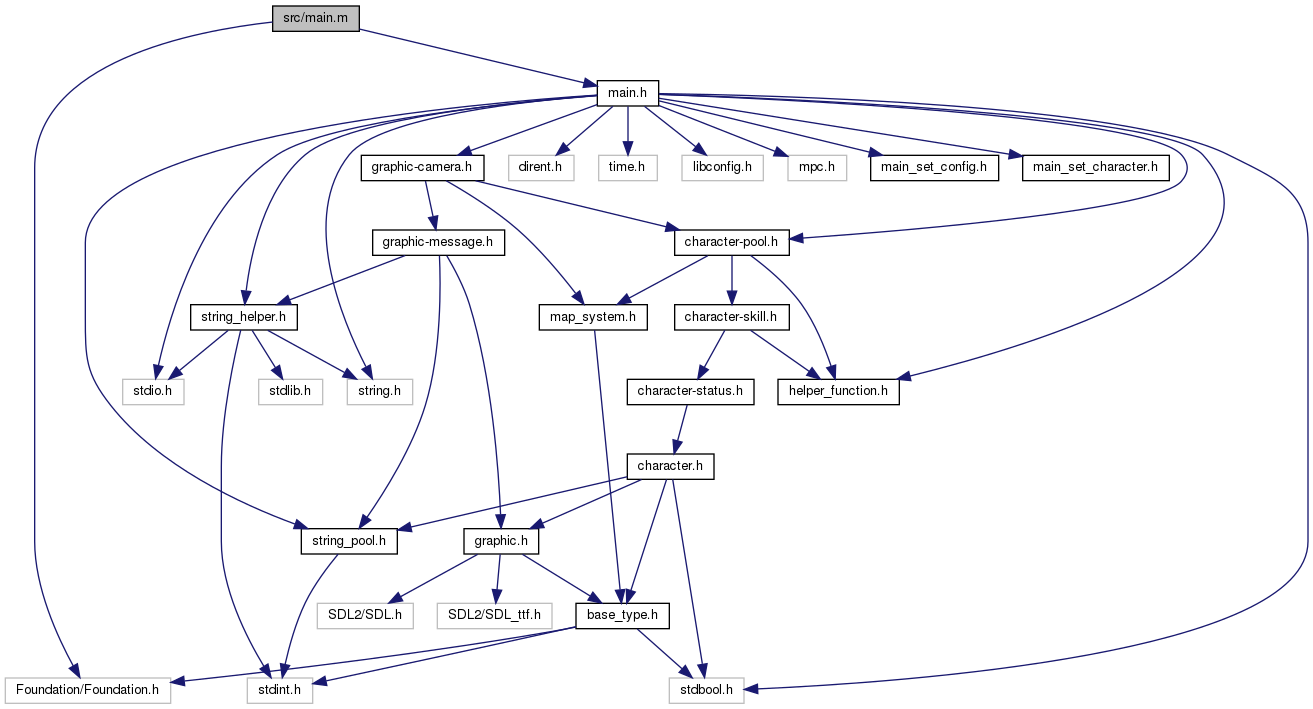 src/main.m
main.h
graphic-camera.h
dirent.h
time.h
libconfig.h
mpc.h
main_set_config.h
main_set_character.h
graphic-message.h
character-pool.h
string_helper.h
map_system.h
character-skill.h
stdio.h
stdlib.h
string.h
character-status.h
helper_function.h
character.h
string_pool.h
graphic.h
SDL2/SDL.h
SDL2/SDL_ttf.h
base_type.h
Foundation/Foundation.h
stdint.h
stdbool.h